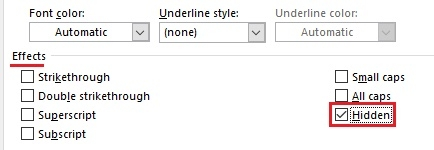 Font color: Underline style: Underline color:
Automatic (none) Automatic
Effects
Strikethrough Small caps
Double strikethrough All caps
Superscript Hidden
Subscript